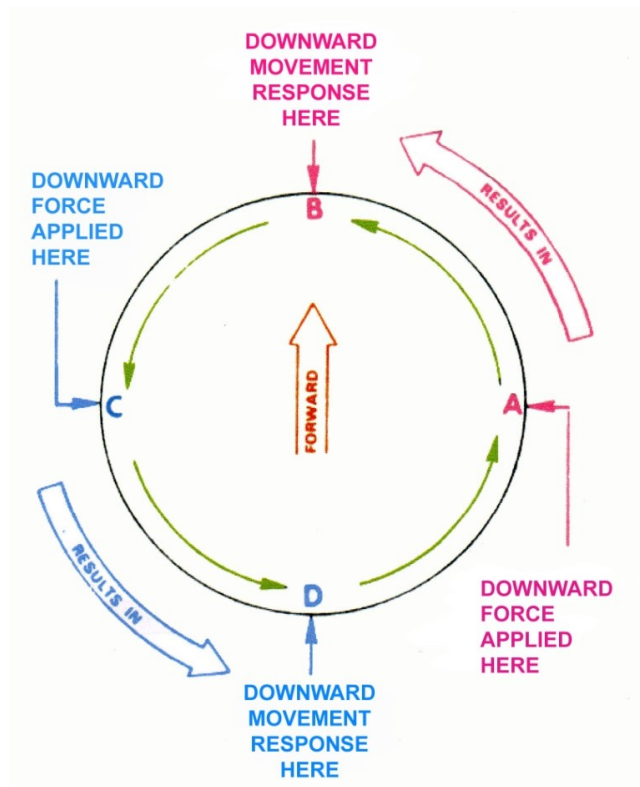 DOWNWARD
MOVEMENT
RESPONSE
HERE
RESULTS IN
DOWNWARD
FORCE
APPLIED
HERE
B
FORWARD
C
A
RESULTS IN
D
DOWNWARD
FORCE
APPLIED
HERE
DOWNWARD
MOVEMENT
RESPONSE
HERE